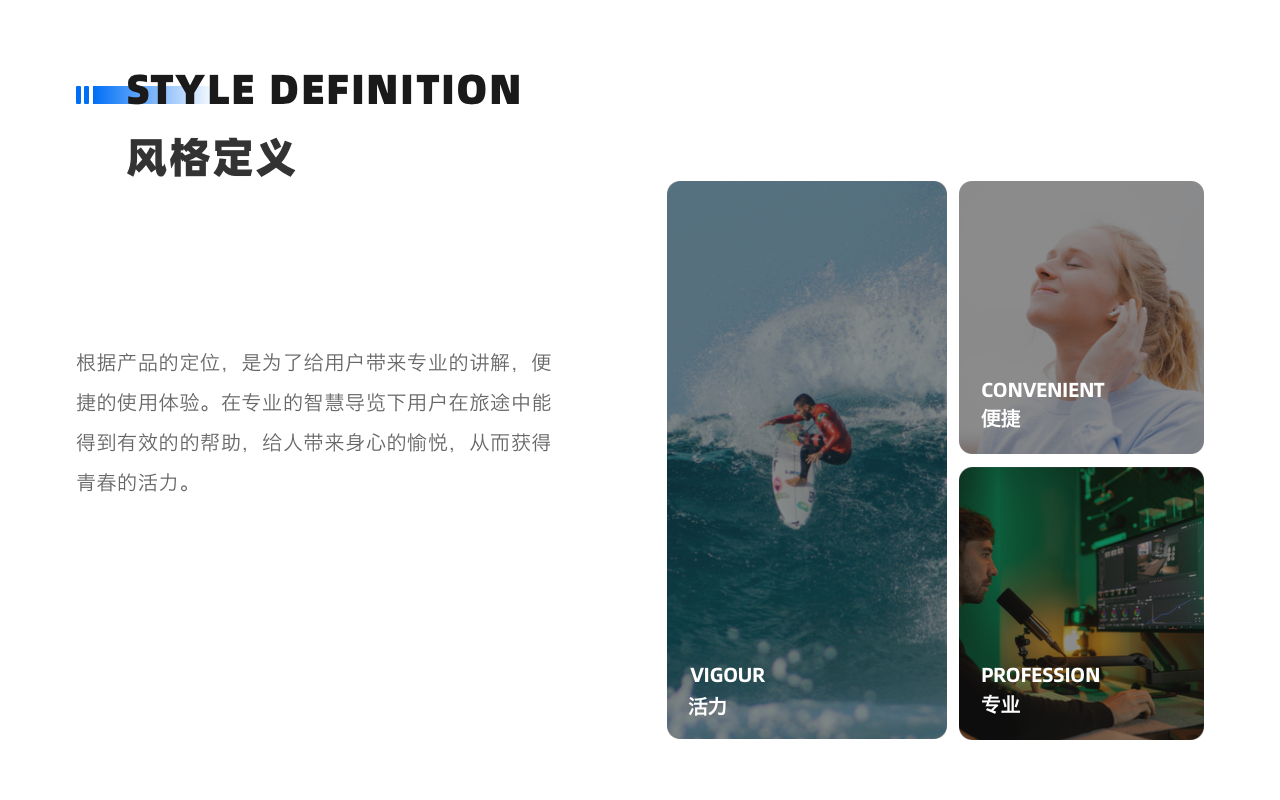 STYLE DEFINITION
风格定义
根据产品的定位，是为了给用户带来专业的讲解，便
捷的使用体验。在专业的智慧导览下用户在旅途中能
得到有效的的帮助，给人带来身心的愉悦，从而获得
青春的活力。
CONVENIENT
便捷
VIGOUR
活力
PROFESSION
专业